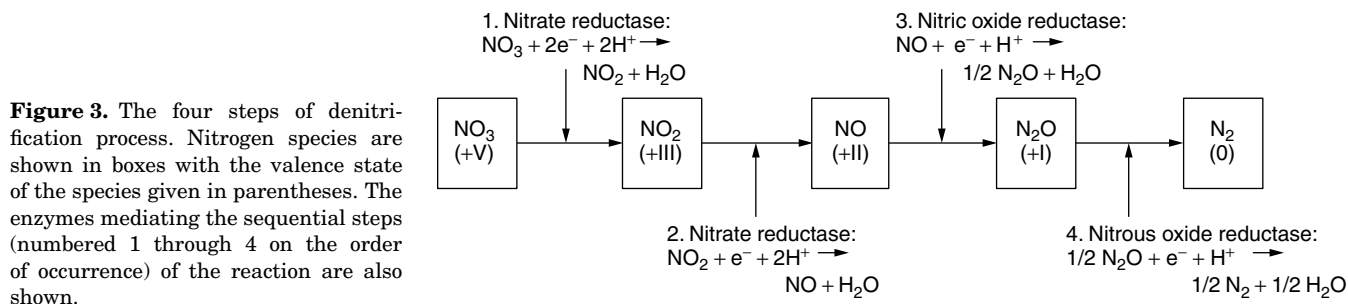 Figure 3. The four steps of denitri-
fication process. Nitrogen species are
shown in boxes with the valence state
of the species given in parentheses. The
enzymes mediating the sequential steps
(numbered 1 through 4 on the order
of occurrence) of the reaction are also
shown.
1. Nitrate reductase:
NO₃ + 2e⁻ + 2H⁺ →
NO₂ + H₂O
3. Nitric oxide reductase:
NO + e⁻ + H⁺ →
1/2 N₂O + H₂O
NO₃
(+V)
NO₂
(+III)
NO
(+II)
N₂O
(+I)
N₂
(0)
2. Nitrate reductase:
NO₂ + e⁻ + 2H⁺ →
NO + H₂O
4. Nitrous oxide reductase:
1/2 N₂O + e⁻ + H⁺ →
1/2 N₂ + 1/2 H₂O